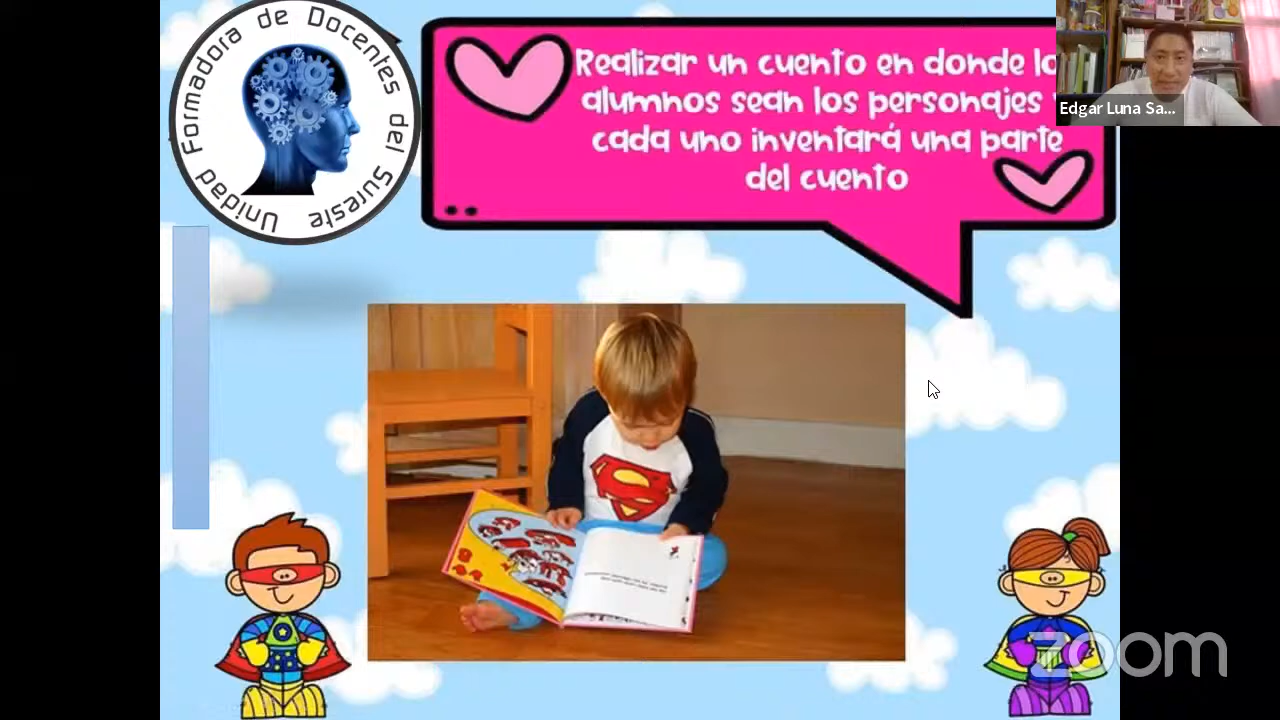 Unidad Formadora de Docentes del Sureste
Realizar un cuento en donde lo
alumnos sean los personajes
cada uno inventará una parte
del cuento
Edgar Luna Sa...
zoom